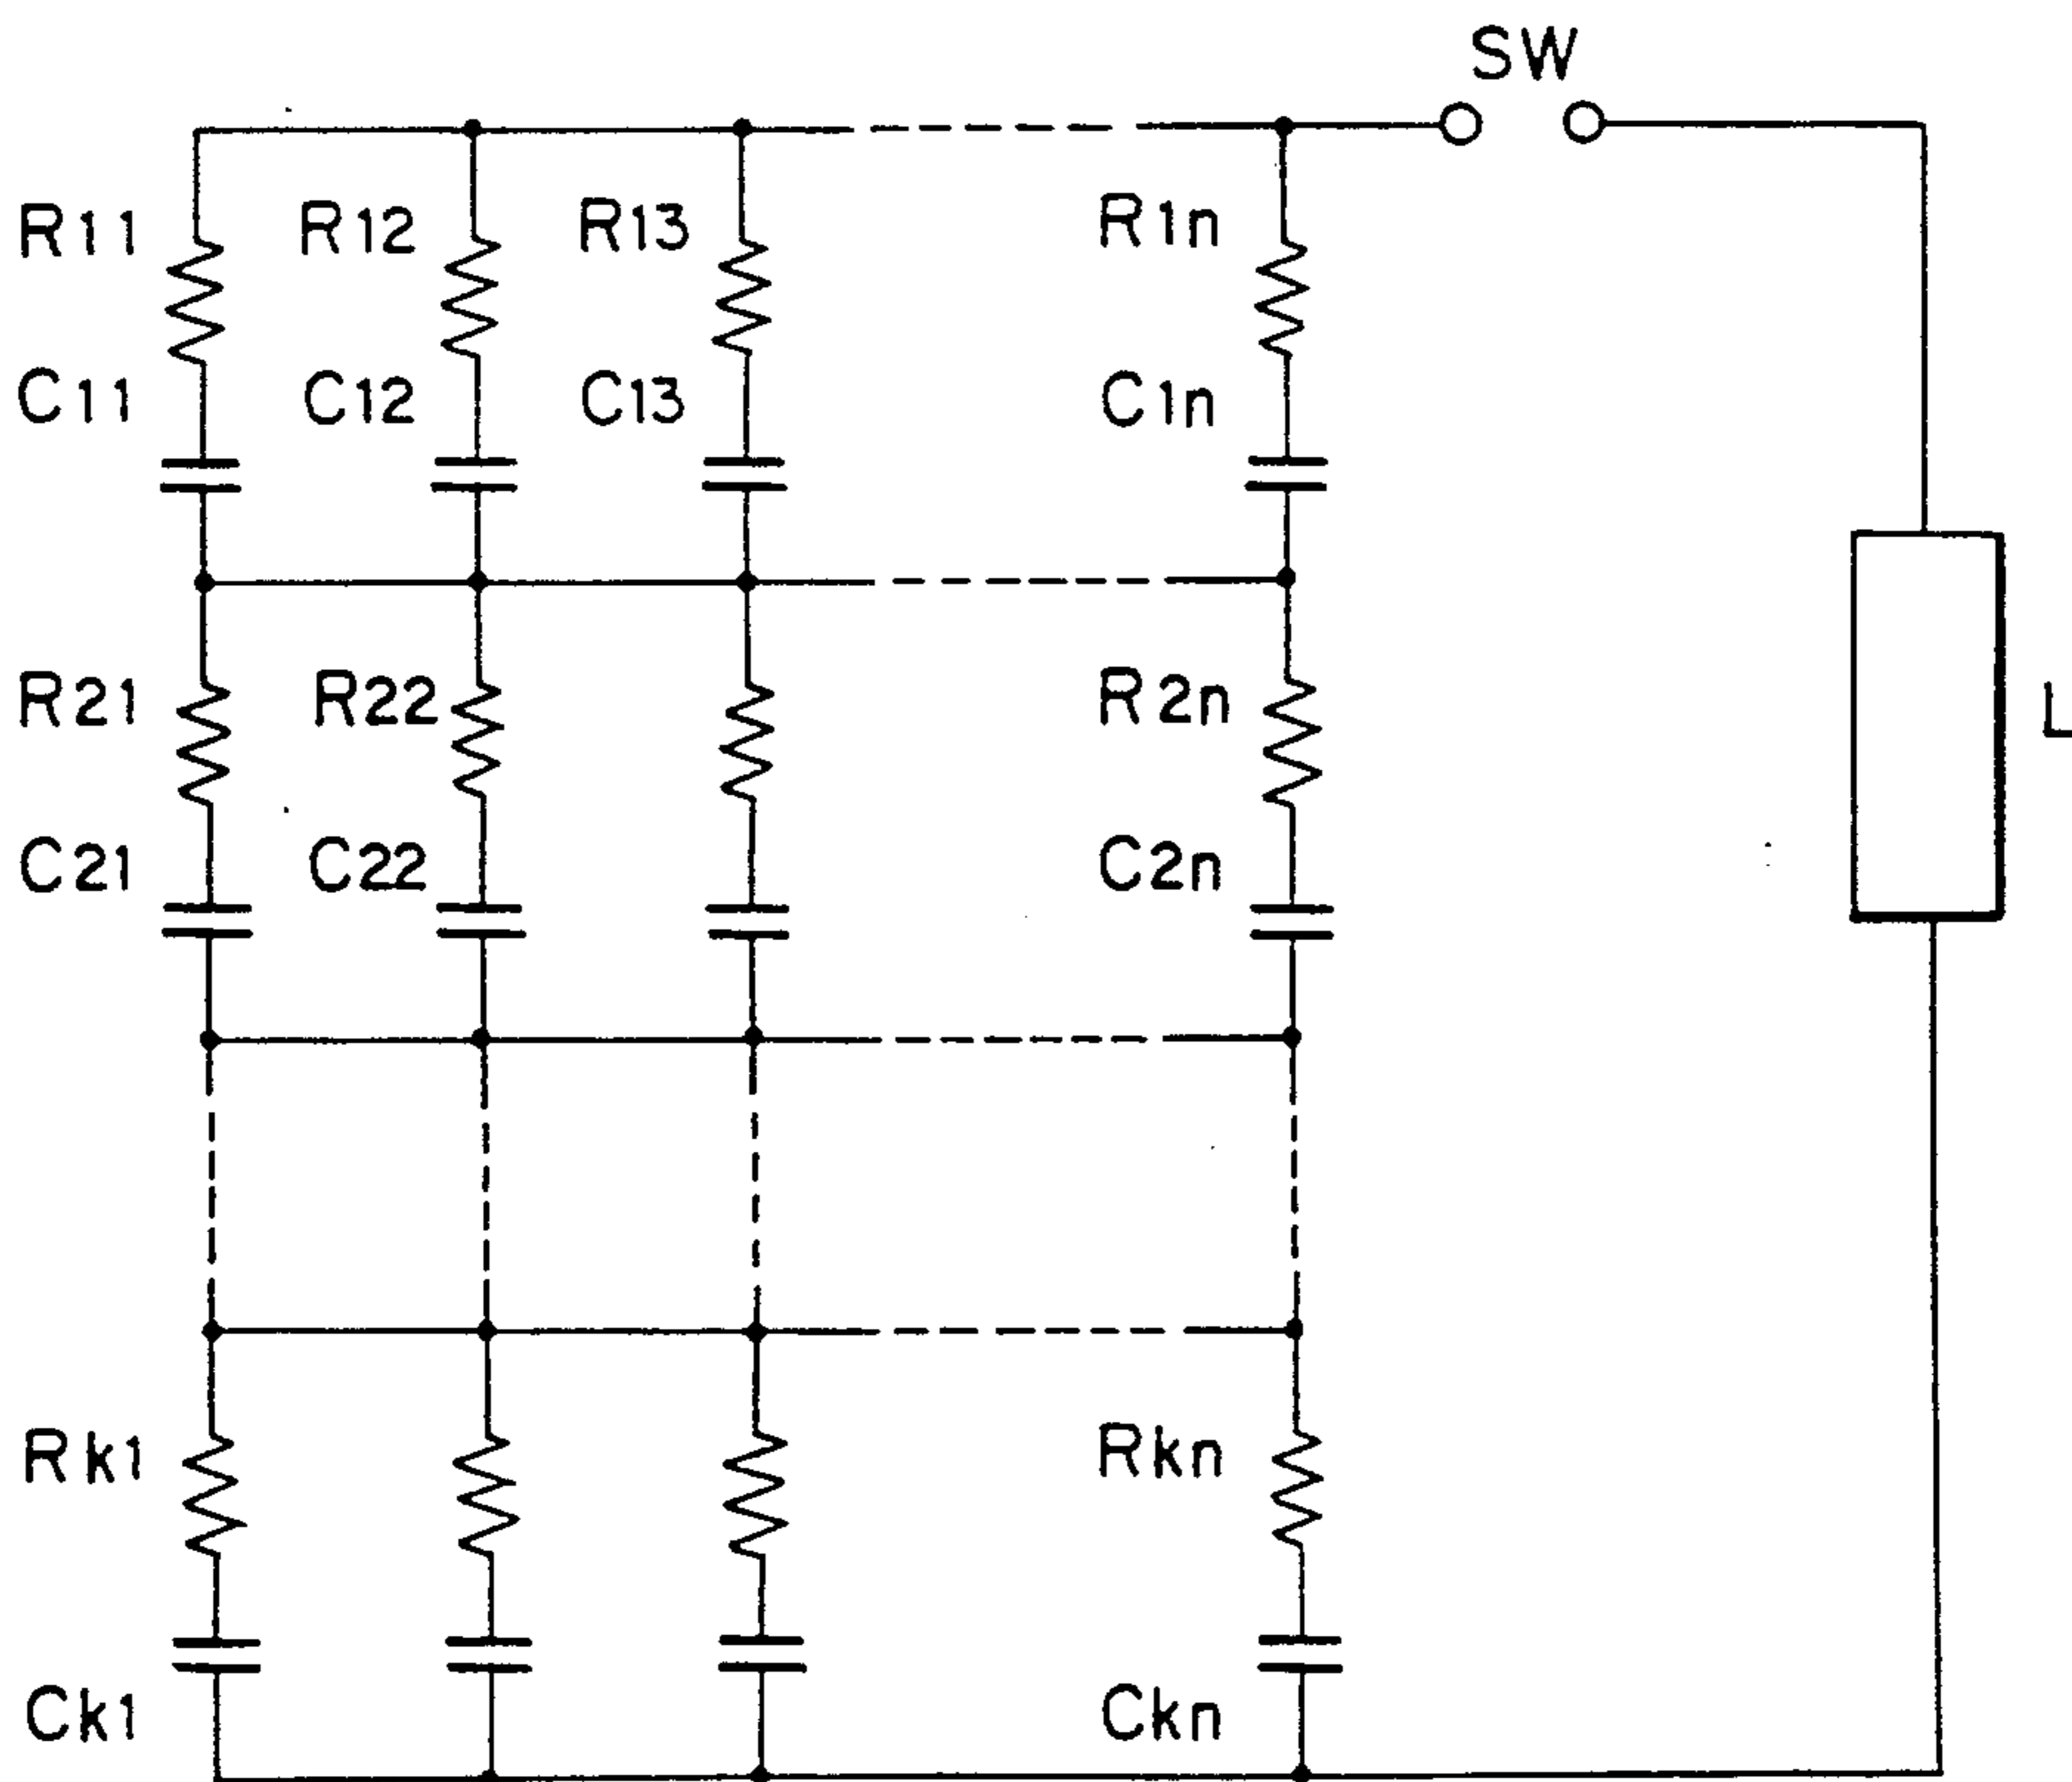 SW
R11 R12 R13 R1n
C11 C12 C13 C1n
R21 R22 R2n
L
C21 C22 C2n
Rk1 Rkn
Ck1 Ckn